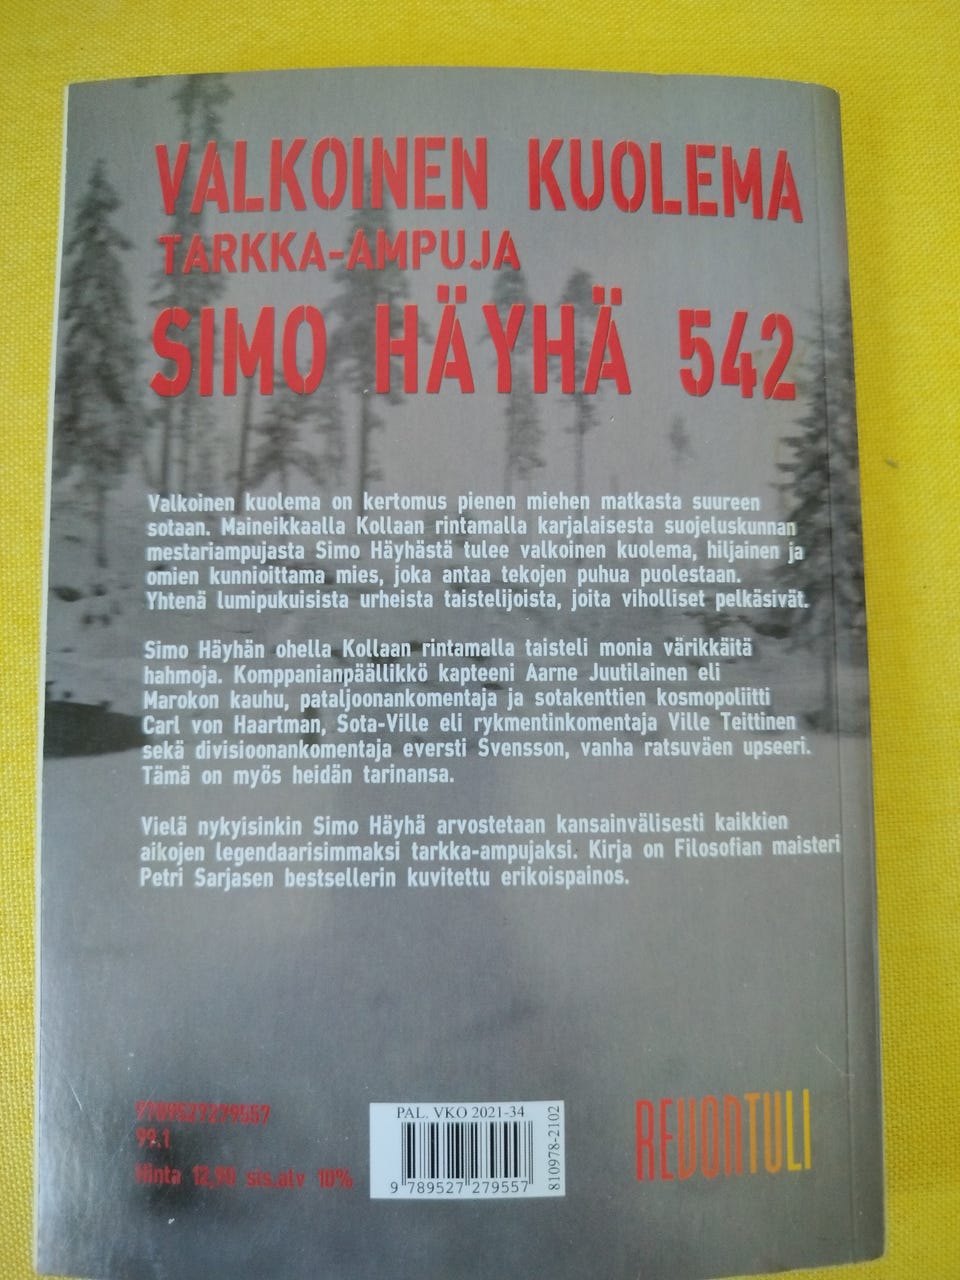 VALKOINEN KUOLEMA
TARKKA-AMPUJA
SIMO HÄYHÄ 542
Valkoinen kuolema on kertomus pienen miehen matkasta suureen
sotaan. Maineikkaalla Kollaan rintamalla karjalaisesta suojeluskunnan
mestariampujasta Simo Häyhästä tulee valkoinen kuolema, hiljainen ja
omien kunnioittama mies, joka antaa tekojen puhua puolestaan.
Yhtenä lumipukuisista urheista taistelijoista, joita viholliset pelkäsivät.
Simo Häyhän ohella Kollaan rintamalla taisteli monia värikkäitä
hahmoja. Komppanianpäällikkö kapteeni Aarne Juutilainen eli
Marokon kauhu, pataljoonankomentaja ja sotakenttien kosmopoliitti
Carl von Haartman, Sota-Ville eli rykmentinkomentaja Ville Teittinen
sekä divisioonankomentaja eversti Svensson, vanha ratsuväen upseeri.
Tämä on myös heidän tarinansa.
Vielä nykyisinkin Simo Häyhä arvostetaan kansainvälisesti kaikkien
aikojen legendaarisimmaksi tarkka-ampujaksi. Kirja on Filosofian maisteri
Petri Sarjasen bestsellerin kuvitettu erikoispainos.
9789527279557
99.1
Hinta 12,90 sis.alv 10%
PAL. VKO 2021-34
9 789527 279557
810978-2102
REVONTULI